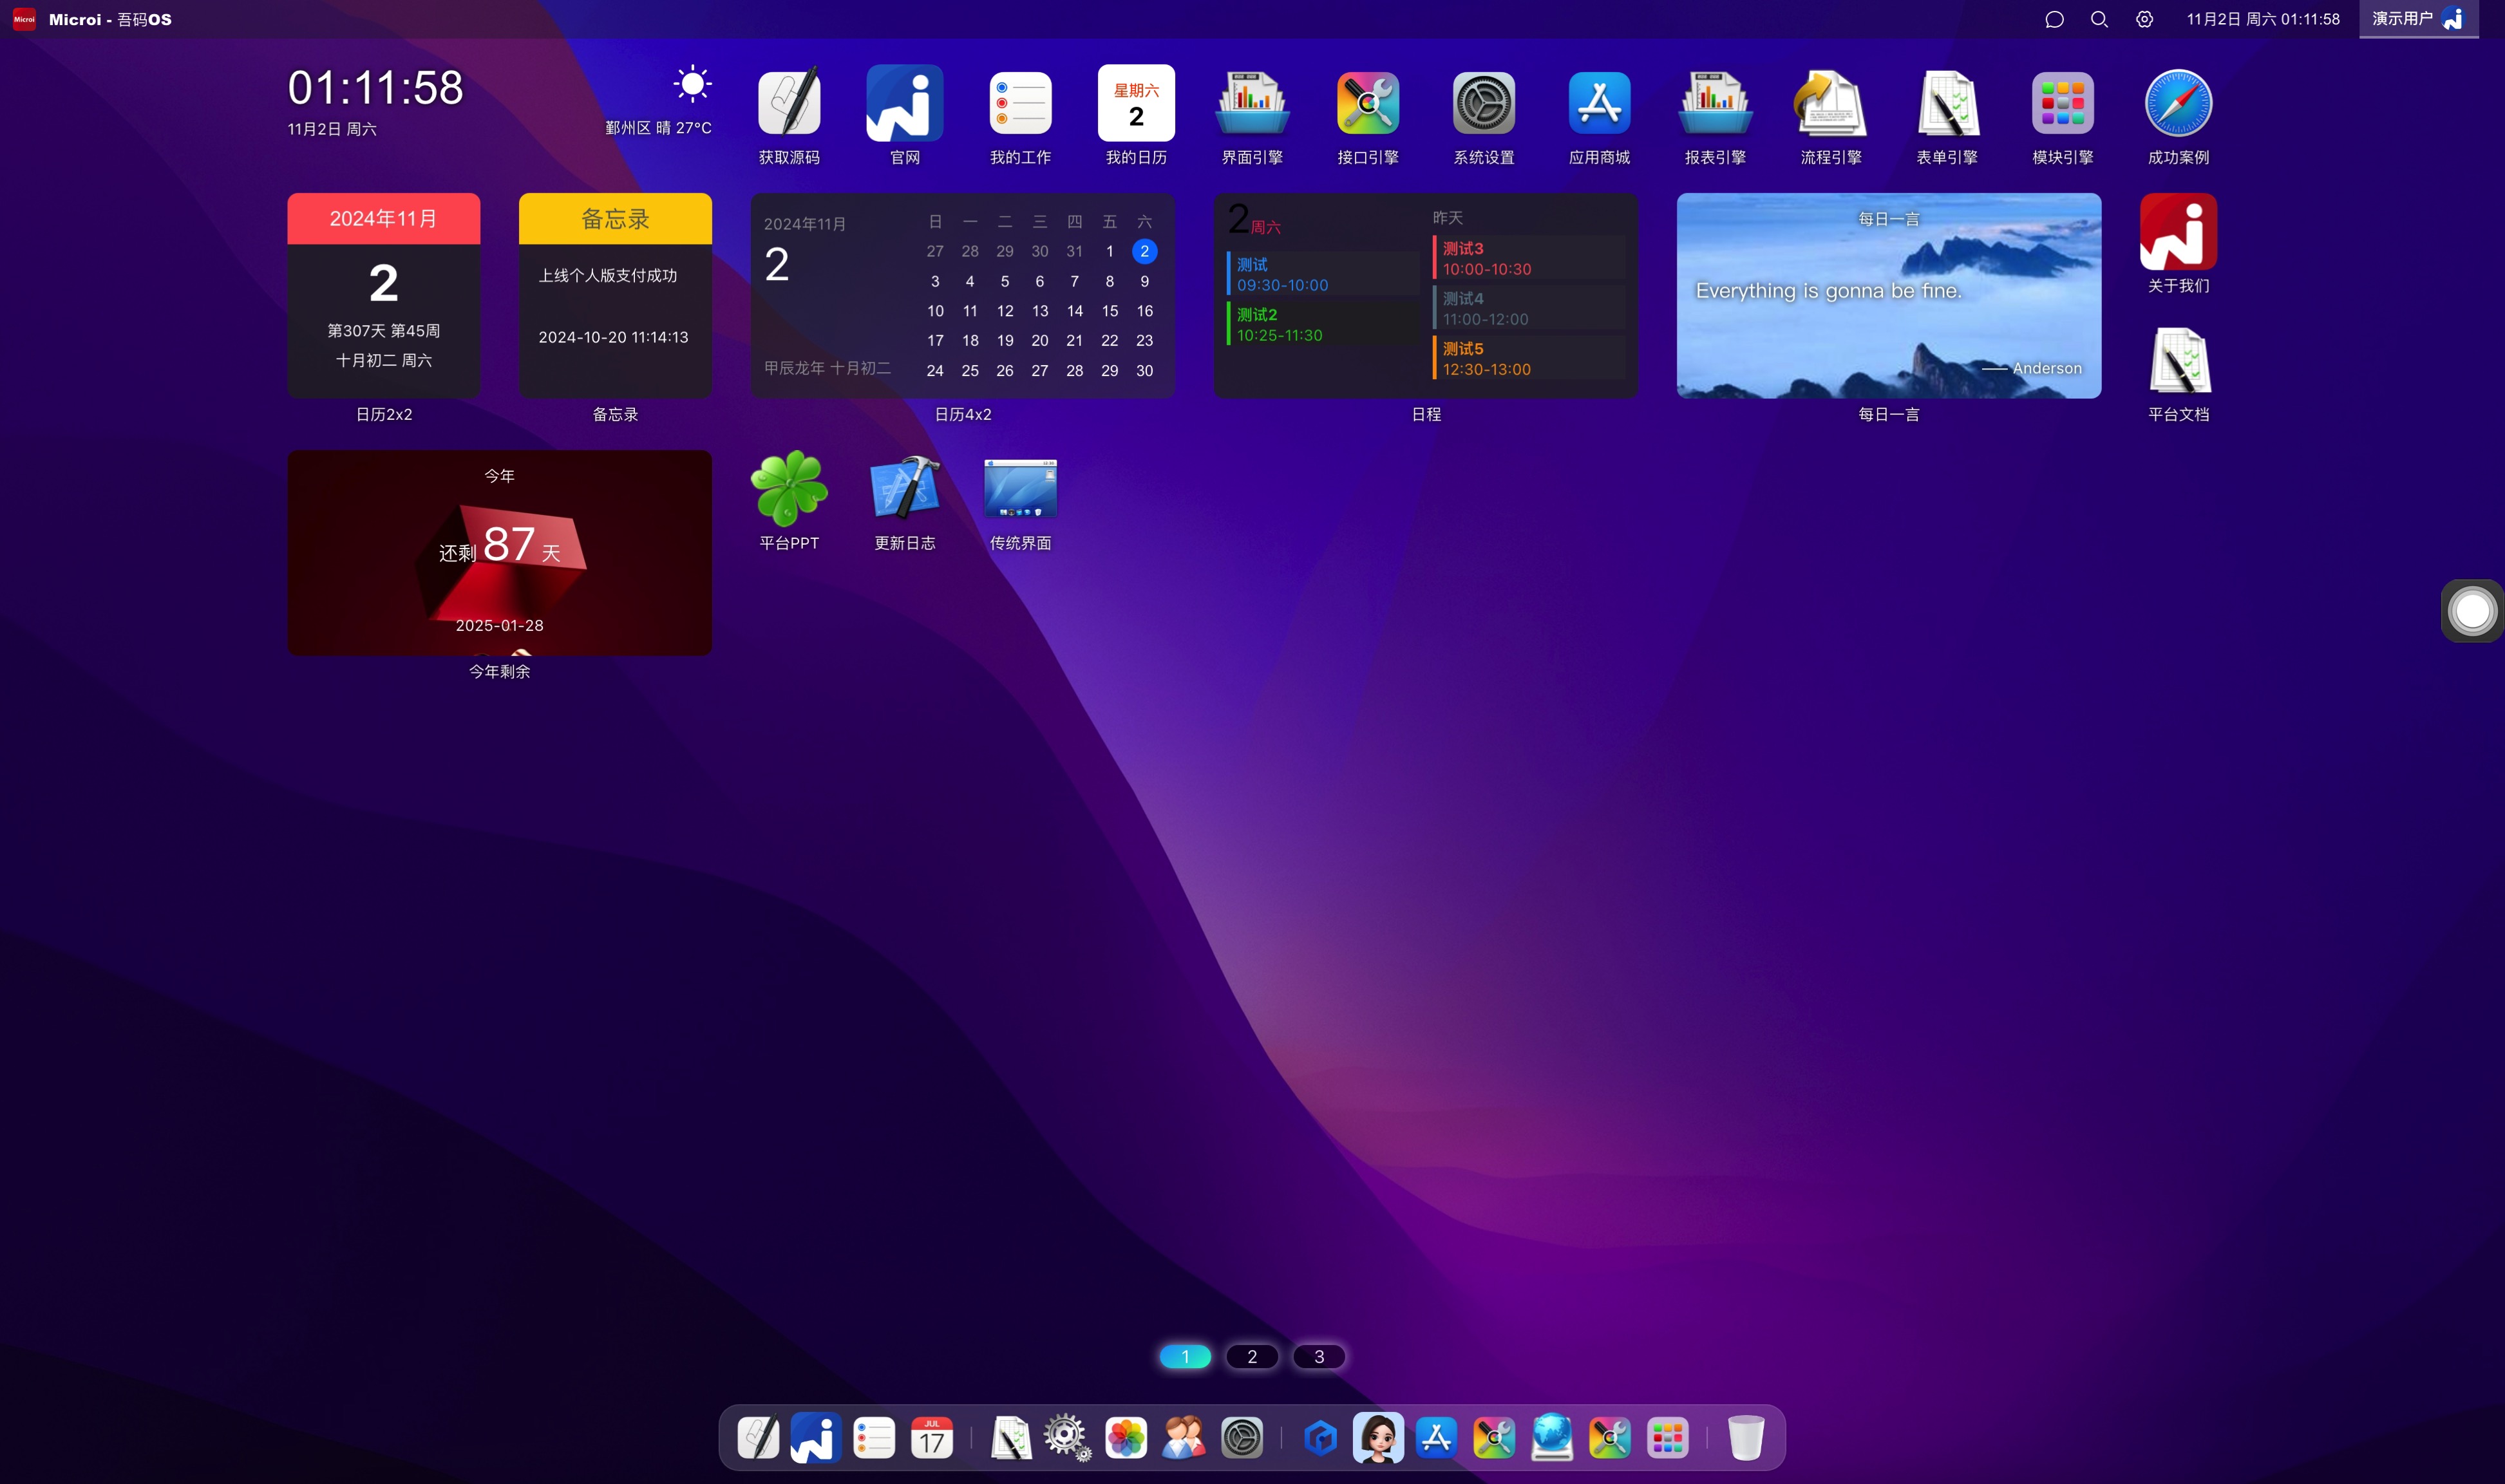 Microi
Microi - 吾码OS
11月2日 周六 01:11:58
演示用户
01:11:58
11月2日 周六
鄞州区 晴 27°C
获取源码
官网
我的工作
星期六
2
我的日历
界面引擎
接口引擎
系统设置
应用商城
报表引擎
流程引擎
表单引擎
模块引擎
成功案例
2024年11月
2
第307天 第45周
十月初二 周六
日历2x2
备忘录
上线个人版支付成功
2024-10-20 11:14:13
备忘录
2024年11月
2
甲辰龙年 十月初二
日 一 二 三 四 五 六
27 28 29 30 31 1 2
3 4 5 6 7 8 9
10 11 12 13 14 15 16
17 18 19 20 21 22 23
24 25 26 27 28 29 30
日历4x2
2周六
测试
09:30-10:00
测试2
10:25-11:30
昨天
测试3
10:00-10:30
测试4
11:00-12:00
测试5
12:30-13:00
日程
每日一言
Everything is gonna be fine.
—— Anderson
每日一言
关于我们
平台文档
今年
还剩 87 天
2025-01-28
今年剩余
平台PPT
更新日志
传统界面
1 2 3
JUL
17